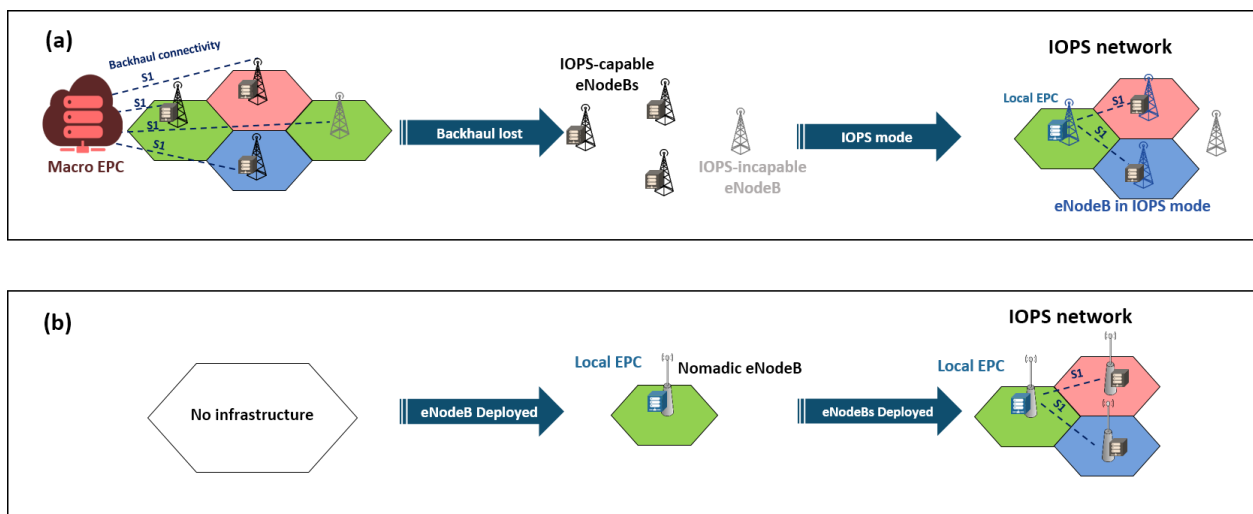 (a)
Backhaul connectivity
S1
S1
S1
S1
Macro EPC
Backhaul lost
IOPS-capable
eNodeBs
IOPS-incapable
eNodeB
IOPS mode
IOPS network
Local EPC
S1
S1
eNodeB in IOPS mode
(b)
No infrastructure
eNodeB Deployed
Local EPC
Nomadic eNodeB
eNodeBs Deployed
IOPS network
Local EPC
S1
S1